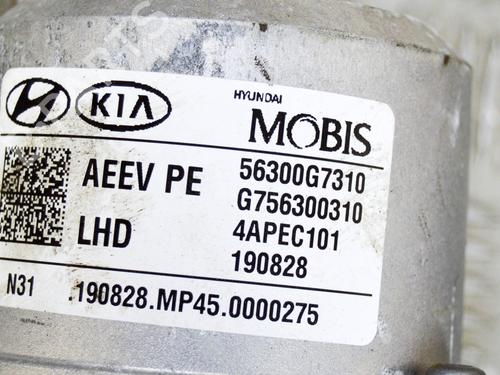 KIA
HYUNDAI
MOBIS
AEEV PE
56300G7310
G756300310
LHD
4APEC101
190828
N31
190828.MP45.0000275